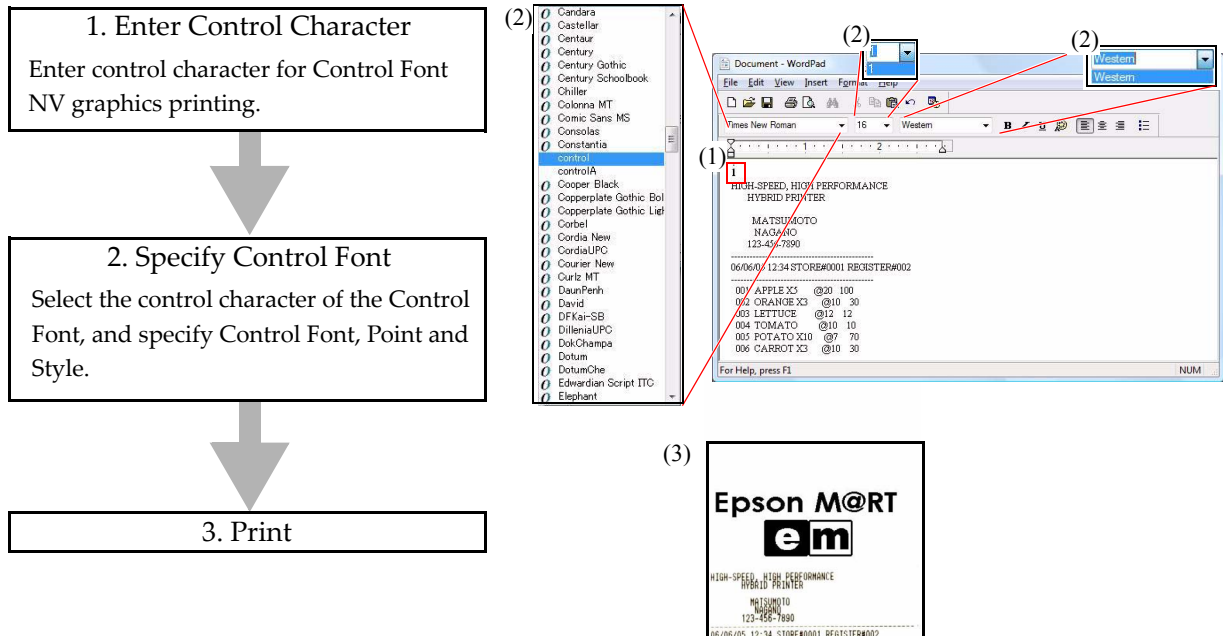 1. Enter Control Character
Enter control character for Control Font
NV graphics printing.
2. Specify Control Font
Select the control character of the Control
Font, and specify Control Font, Point and
Style.
3. Print
(2)
Candara
Castellar
Centaur
Century
Century Gothic
Century Schoolbook
Chiller
Colonna MT
Comic Sans MS
Consolas
Constantia
control
controlA
Cooper Black
Copperplate Gothic Bol
Copperplate Gothic Ligh
Corbel
Cordia New
CordiaUPC
Courier New
Curlz MT
DaunPenh
David
DFKai-SB
DilleniaUPC
DokChampa
Dotum
DotumChe
Edwardian Script ITC
Elephant
(2)
1
1
(2)
Western
Western
Document - WordPad
File Edit View Insert Format Help
Times New Roman 16 Western B / u
1 2
(1)
i
HIGH-SPEED, HIGH PERFORMANCE
HYBRID PRINTER
MATSUMOTO
NAGANO
123-456-7890
06/06/05 12:34 STORE#0001 REGISTER#002
001 APPLE X5 @20 100
002 ORANGE X3 @10 30
003 LETTUCE @12 12
004 TOMATO @10 10
005 POTATO X10 @7 70
006 CARROT X3 @10 30
For Help, press F1 NUM
(3)
Epson M@RT
em
HIGH-SPEED, HIGH PERFORMANCE
HYBRID PRINTER
MATSUMOTO
NAGANO
123-456-7890
06/06/05 12:34 STORE#0001 REGISTER#002